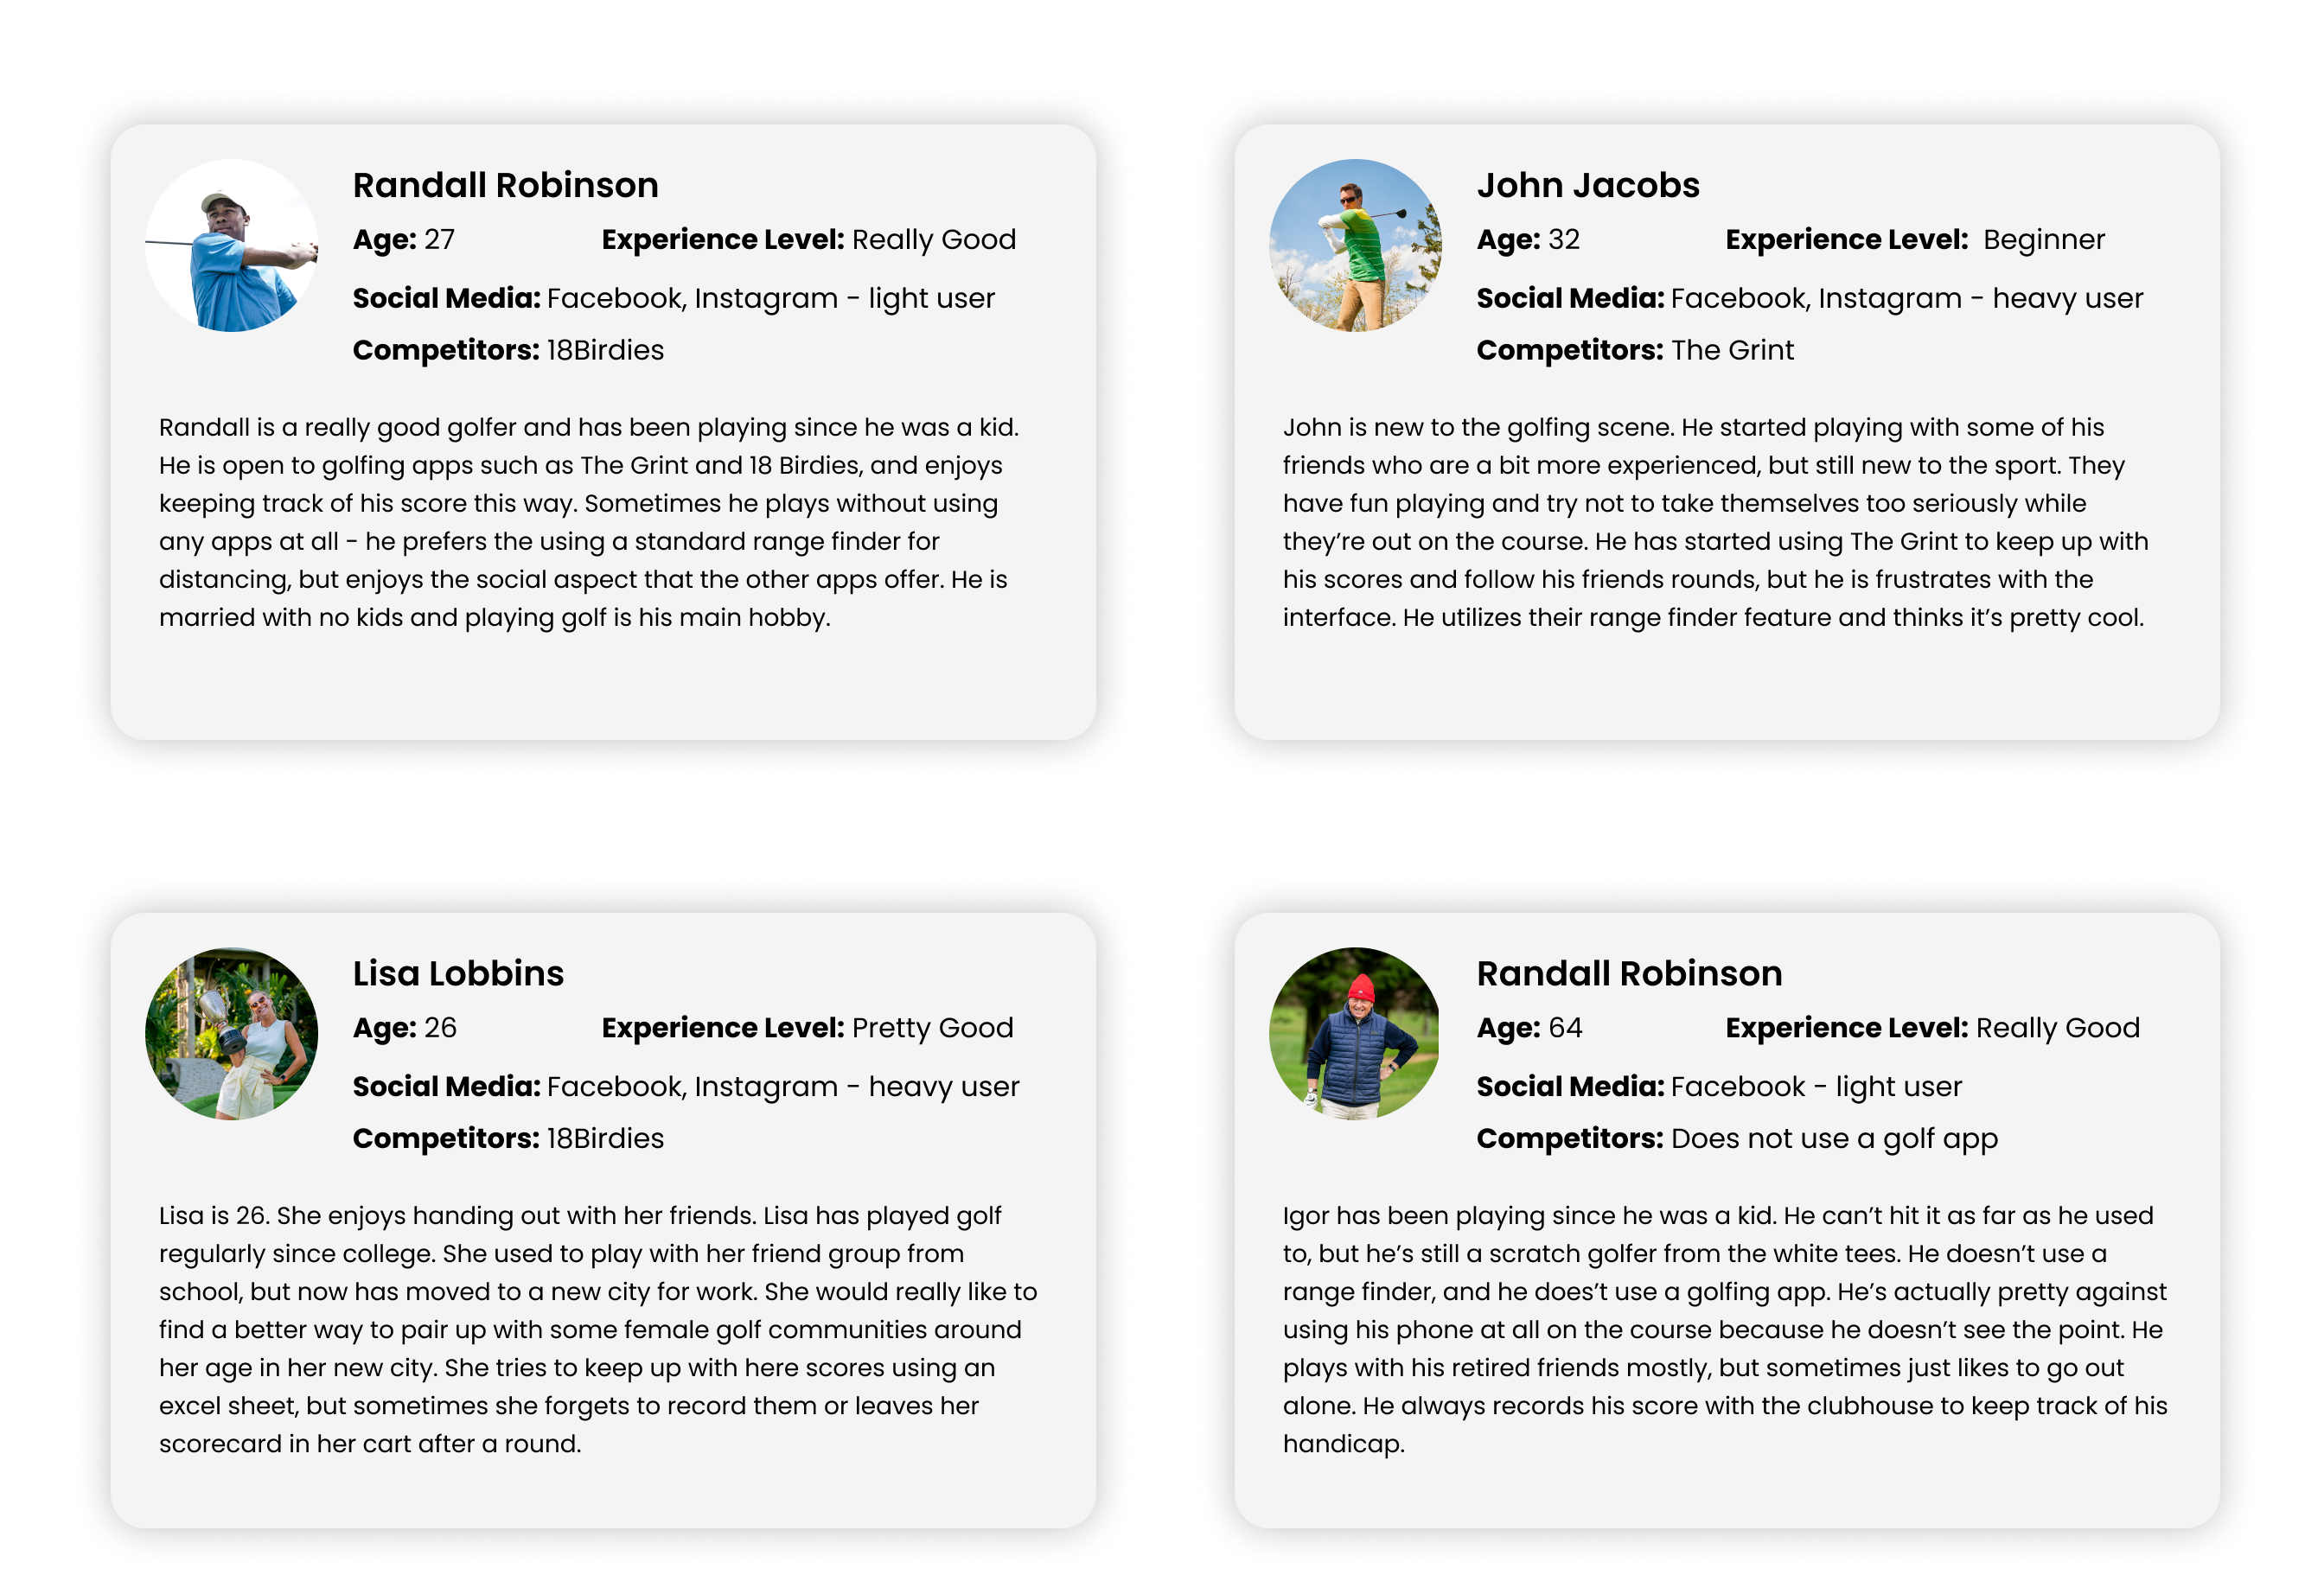 Randall Robinson
Age: 27 Experience Level: Really Good
Social Media: Facebook, Instagram - light user
Competitors: 18Birdies
Randall is a really good golfer and has been playing since he was a kid.
He is open to golfing apps such as The Grint and 18 Birdies, and enjoys
keeping track of his score this way. Sometimes he plays without using
any apps at all - he prefers the using a standard range finder for
distancing, but enjoys the social aspect that the other apps offer. He is
married with no kids and playing golf is his main hobby.
John Jacobs
Age: 32 Experience Level: Beginner
Social Media: Facebook, Instagram - heavy user
Competitors: The Grint
John is new to the golfing scene. He started playing with some of his
friends who are a bit more experienced, but still new to the sport. They
have fun playing and try not to take themselves too seriously while
they’re out on the course. He has started using The Grint to keep up with
his scores and follow his friends rounds, but he is frustrates with the
interface. He utilizes their range finder feature and thinks it’s pretty cool.
Lisa Lobbins
Age: 26 Experience Level: Pretty Good
Social Media: Facebook, Instagram - heavy user
Competitors: 18Birdies
Lisa is 26. She enjoys handing out with her friends. Lisa has played golf
regularly since college. She used to play with her friend group from
school, but now has moved to a new city for work. She would really like to
find a better way to pair up with some female golf communities around
her age in her new city. She tries to keep up with here scores using an
excel sheet, but sometimes she forgets to record them or leaves her
scorecard in her cart after a round.
Randall Robinson
Age: 64 Experience Level: Really Good
Social Media: Facebook - light user
Competitors: Does not use a golf app
Igor has been playing since he was a kid. He can’t hit it as far as he used
to, but he’s still a scratch golfer from the white tees. He doesn’t use a
range finder, and he does’t use a golfing app. He’s actually pretty against
using his phone at all on the course because he doesn’t see the point. He
plays with his retired friends mostly, but sometimes just likes to go out
alone. He always records his score with the clubhouse to keep track of his
handicap.